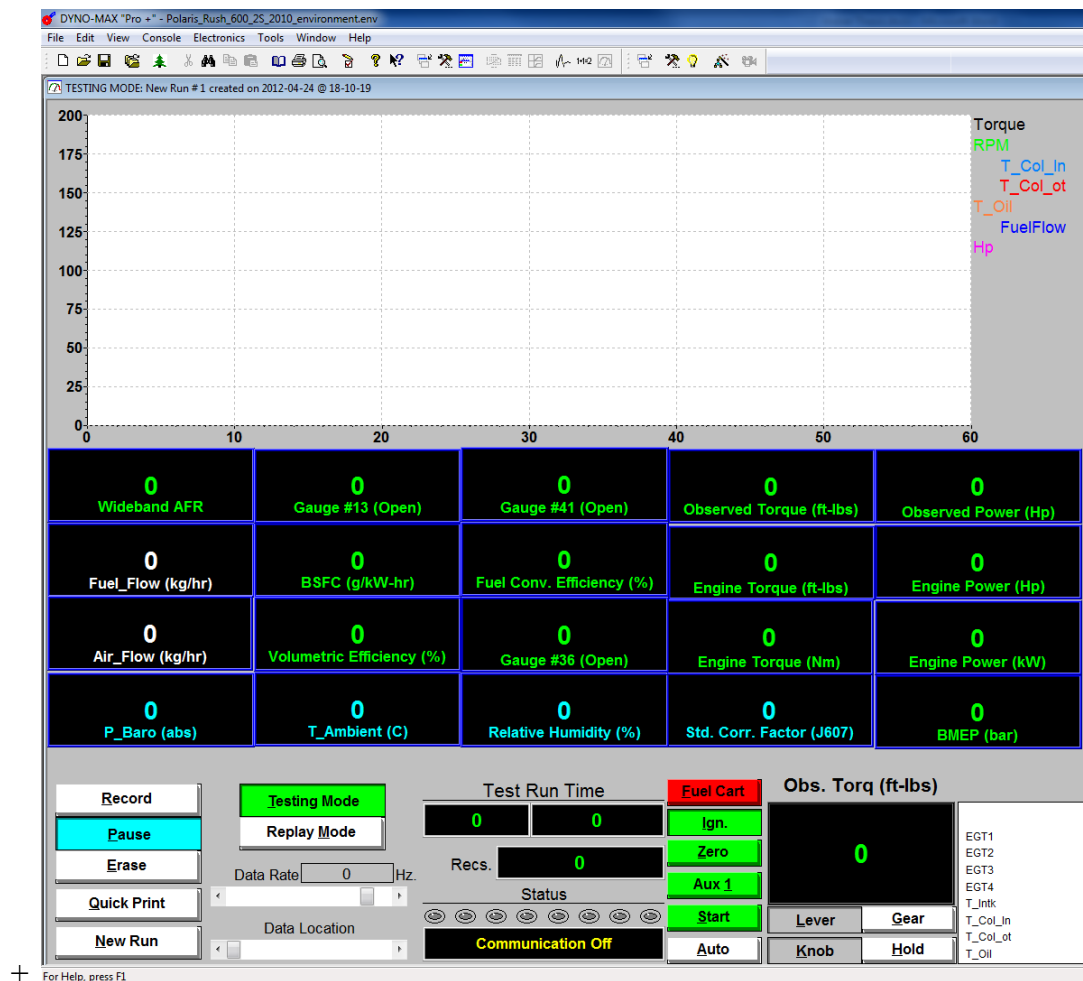 DYNO-MAX "Pro +" - Polaris_Rush_600_2S_2010_environment.env
File Edit View Console Electronics Tools Window Help
TESTING MODE: New Run # 1 created on 2012-04-24 @ 18-10-19
200
175
150
125
100
75
50
25
0
0 10 20 30 40 50 60
Torque
RPM
T_Col_In
T_Col_ot
T_Oil
FuelFlow
Hp
0 0 0 0 0
Wideband AFR Gauge #13 (Open) Gauge #41 (Open) Observed Torque (ft-lbs) Observed Power (Hp)
0 0 0 0 0
Fuel_Flow (kg/hr) BSFC (g/kW-hr) Fuel Conv. Efficiency (%) Engine Torque (ft-lbs) Engine Power (Hp)
0 0 0 0 0
Air_Flow (kg/hr) Volumetric Efficiency (%) Gauge #36 (Open) Engine Torque (Nm) Engine Power (kW)
0 0 0 0 0
P_Baro (abs) T_Ambient (C) Relative Humidity (%) Std. Corr. Factor (J607) BMEP (bar)
Record
Pause
Erase
Quick Print
New Run
Testing Mode
Replay Mode
Data Rate 0 Hz.
Data Location
Test Run Time
0 0
Recs. 0
Status
Communication Off
Fuel Cart
Ign.
Zero
Aux 1
Start
Auto
Obs. Torq (ft-lbs)
0
Lever Gear
Knob Hold
EGT1
EGT2
EGT3
EGT4
T_Intk
T_Col_In
T_Col_ot
T_Oil
For Help, press F1